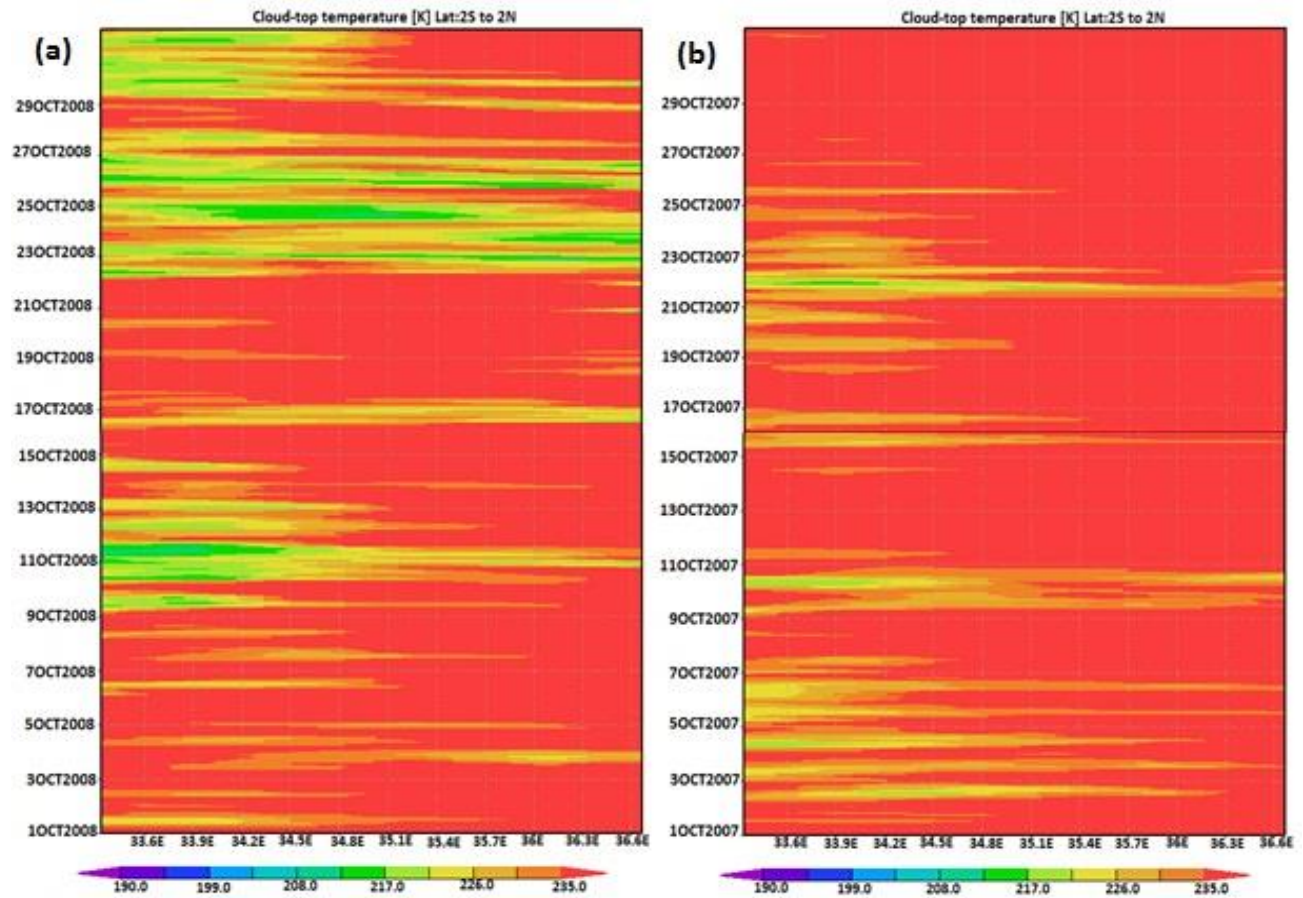 Cloud-top temperature [K] Lat:2S to 2N
(a)
29OCT2008
27OCT2008
25OCT2008
23OCT2008
21OCT2008
19OCT2008
17OCT2008
15OCT2008
13OCT2008
11OCT2008
9OCT2008
7OCT2008
5OCT2008
3OCT2008
1OCT2008
33.6E 33.9E 34.2E 34.5E 34.8E 35.1E 35.4E 35.7E 36E 36.3E 36.6E
190.0 199.0 208.0 217.0 226.0 235.0
Cloud-top temperature [K] Lat:2S to 2N
(b)
29OCT2007
27OCT2007
25OCT2007
23OCT2007
21OCT2007
19OCT2007
17OCT2007
15OCT2007
13OCT2007
11OCT2007
9OCT2007
7OCT2007
5OCT2007
3OCT2007
1OCT2007
33.6E 33.9E 34.2E 34.5E 34.8E 35.1E 35.4E 35.7E 36E 36.3E 36.6E
190.0 199.0 208.0 217.0 226.0 235.0